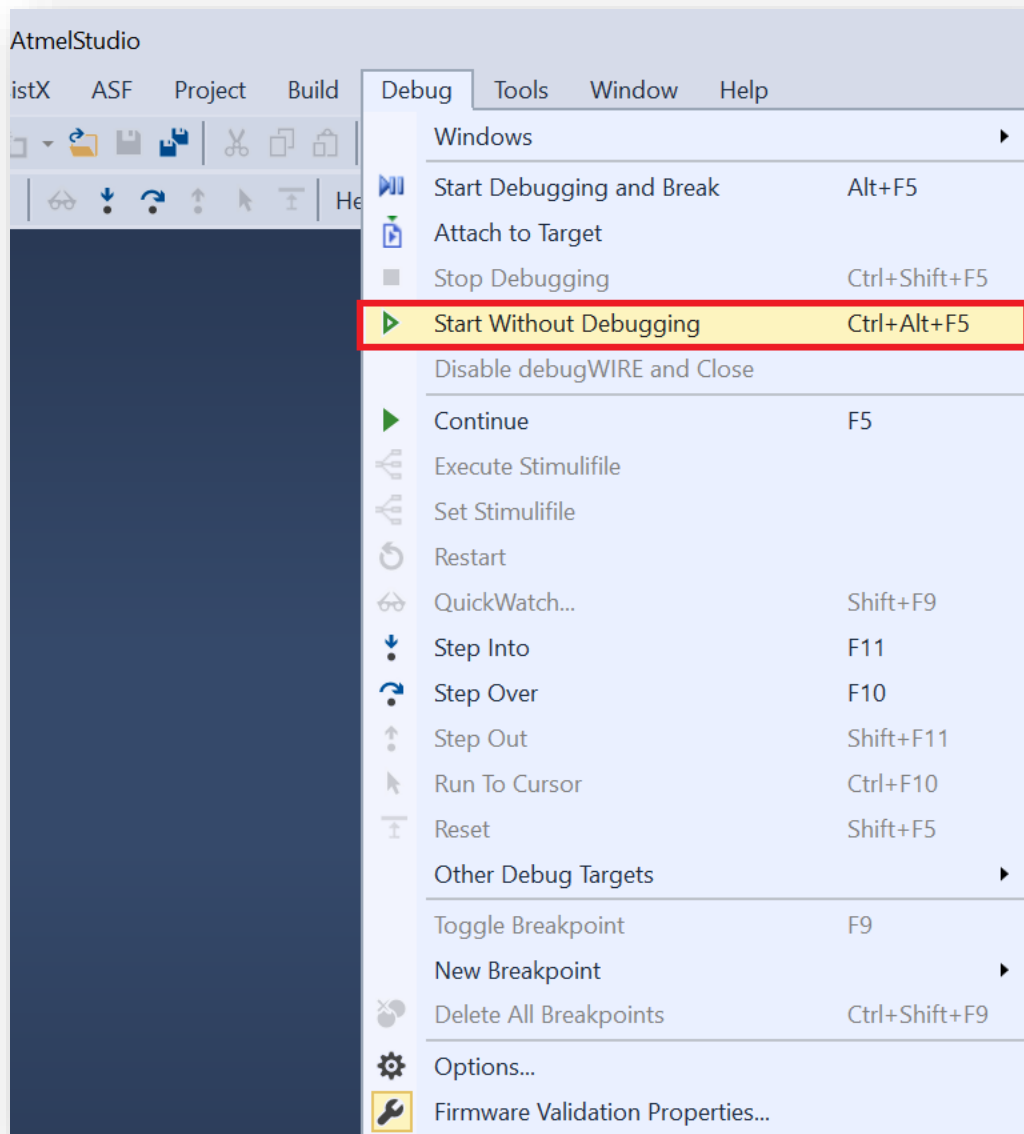 AtmelStudio
istX ASF Project Build Debug Tools Window Help
He
Windows
Start Debugging and Break Alt+F5
Attach to Target
Stop Debugging Ctrl+Shift+F5
Start Without Debugging Ctrl+Alt+F5
Disable debugWIRE and Close
Continue F5
Execute Stimulifile
Set Stimulifile
Restart
QuickWatch... Shift+F9
Step Into F11
Step Over F10
Step Out Shift+F11
Run To Cursor Ctrl+F10
Reset Shift+F5
Other Debug Targets
Toggle Breakpoint F9
New Breakpoint
Delete All Breakpoints Ctrl+Shift+F9
Options...
Firmware Validation Properties...